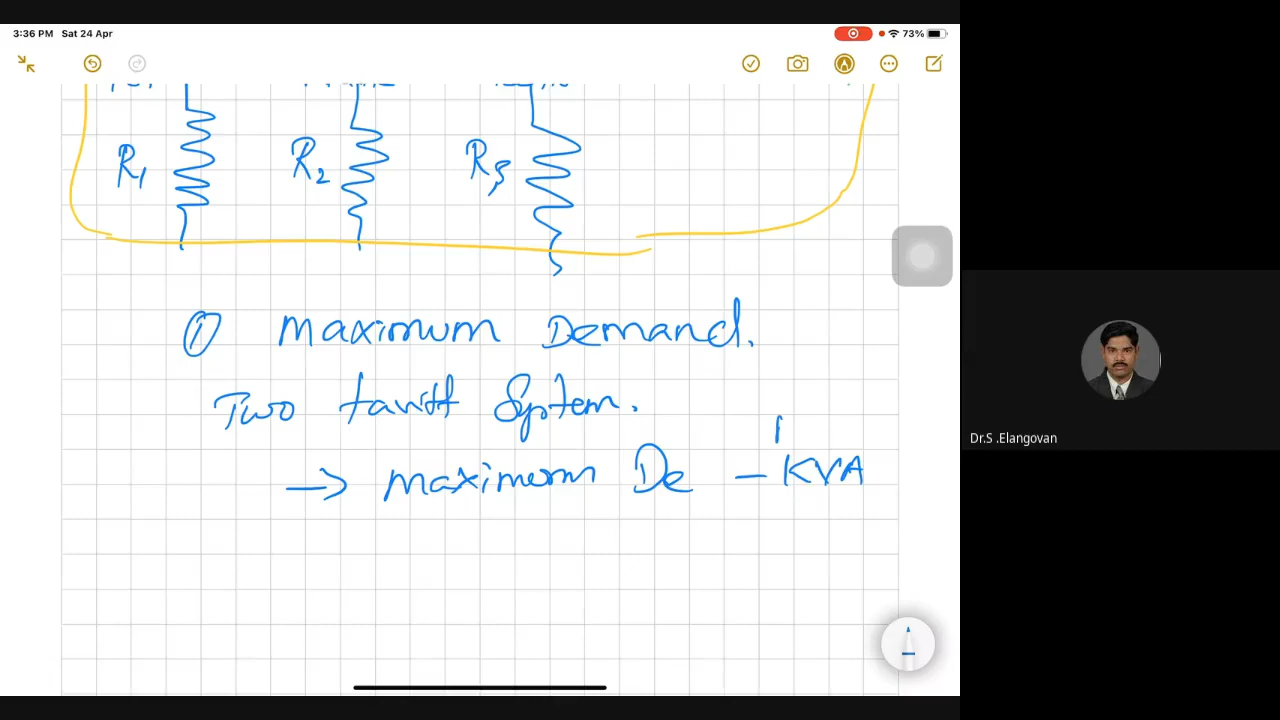 3:36 PM Sat 24 Apr 73%
R1 R2 R5
① Maximum Demand.
Two tariff System.
→ Maximum De – KVA
Dr.S .Elangovan